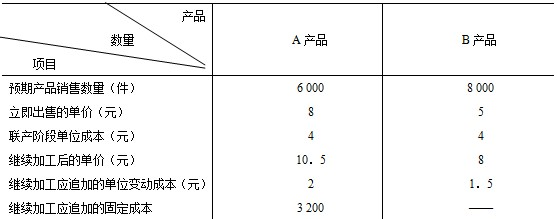 产品
数量
项目
A 产品
B 产品
预期产品销售数量（件） 6 000 8 000
立即出售的单价（元） 8 5
联产阶段单位成本（元） 4 4
继续加工后的单价（元） 10．5 8
继续加工应追加的单位变动成本（元） 2 1．5
继续加工应追加的固定成本 3 200 ——